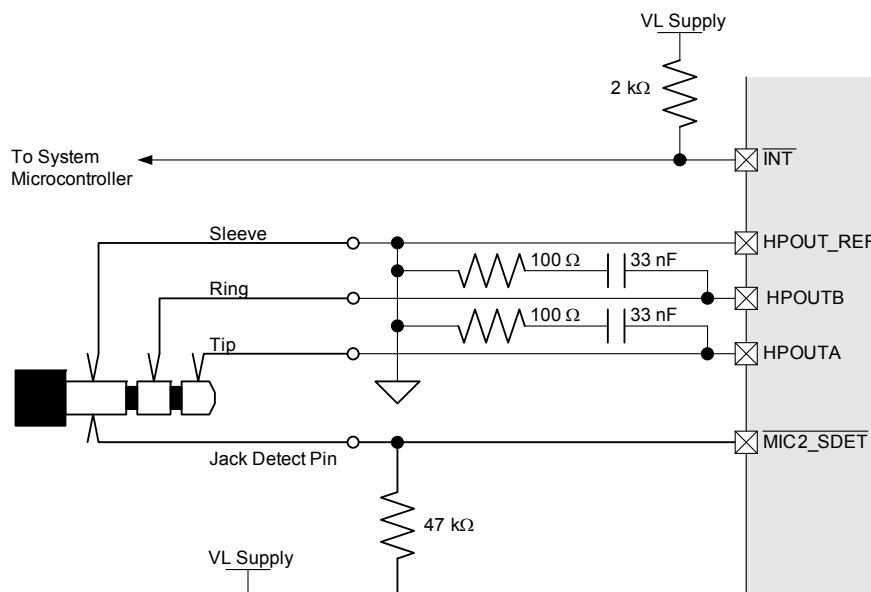 VL Supply
2 kΩ
To System
Microcontroller
INT
Sleeve
HPOUT_REF
100 Ω
33 nF
Ring
HPOUTB
100 Ω
33 nF
Tip
HPOUTA
MIC2_SDET
Jack Detect Pin
47 kΩ
VL Supply